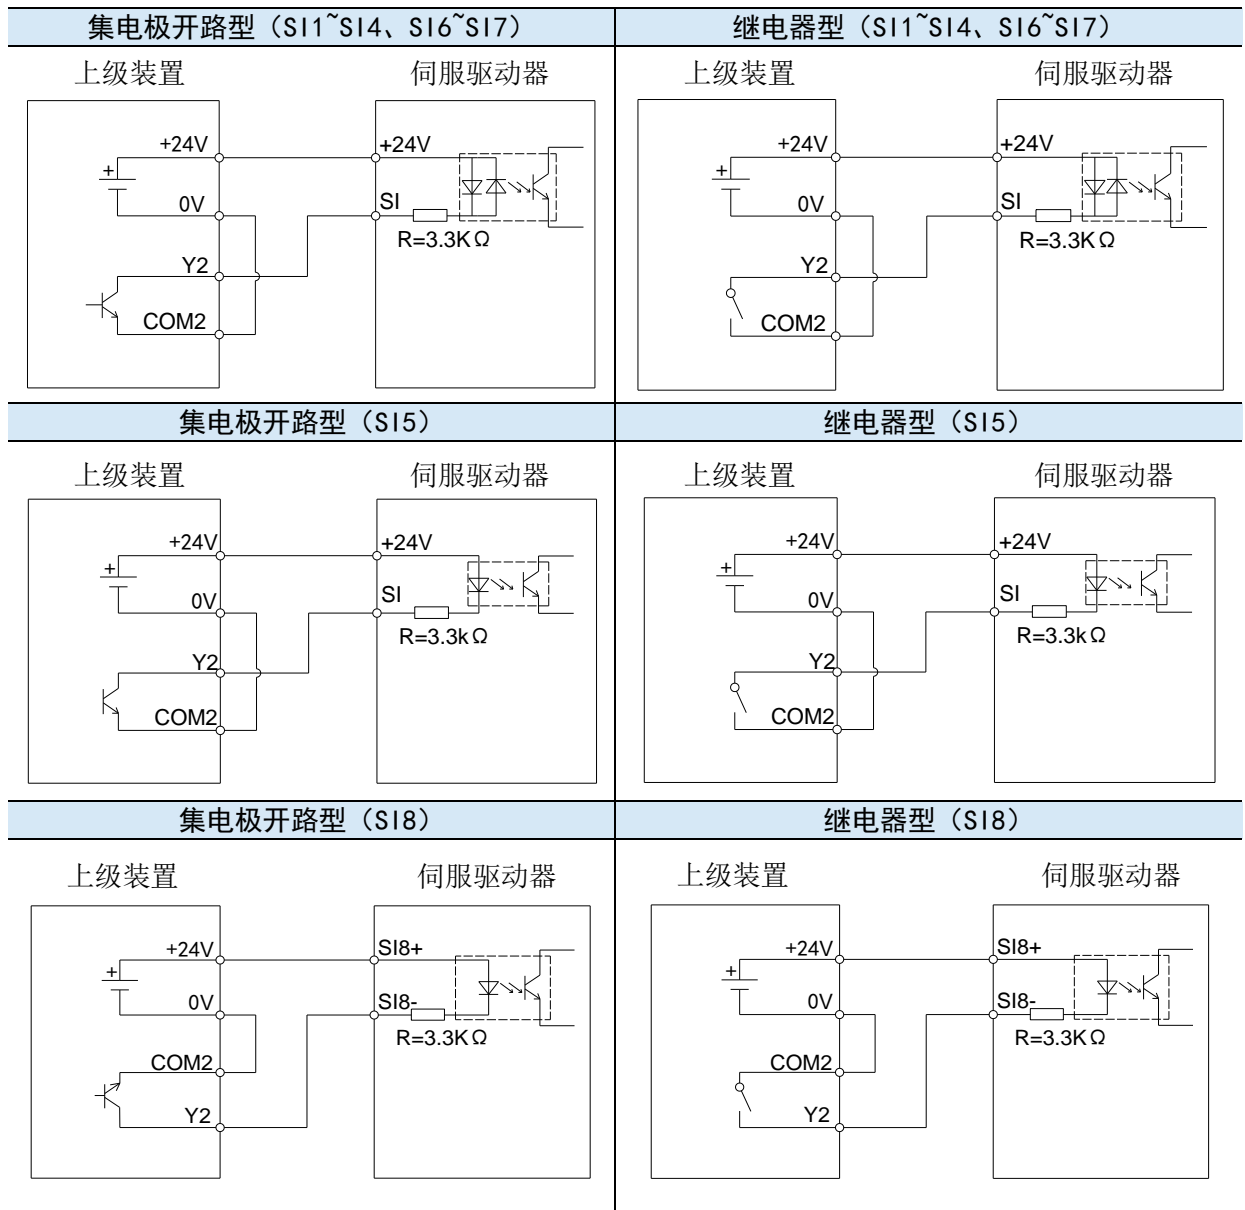 集电极开路型（SI1~SI4、SI6~SI7）
继电器型（SI1~SI4、SI6~SI7）
上级装置
伺服驱动器
+24V
+24V
+
0V
SI
R=3.3KΩ
Y2
COM2
上级装置
伺服驱动器
+24V
+24V
+
0V
SI
R=3.3KΩ
Y2
COM2
集电极开路型（SI5）
继电器型（SI5）
上级装置
伺服驱动器
+24V
+24V
+
0V
SI
R=3.3kΩ
Y2
COM2
上级装置
伺服驱动器
+24V
+24V
+
0V
SI
R=3.3kΩ
Y2
COM2
集电极开路型（SI8）
继电器型（SI8）
上级装置
伺服驱动器
+24V
SI8+
+
0V
SI8-
R=3.3KΩ
COM2
Y2
上级装置
伺服驱动器
+24V
SI8+
+
0V
SI8-
R=3.3KΩ
COM2
Y2